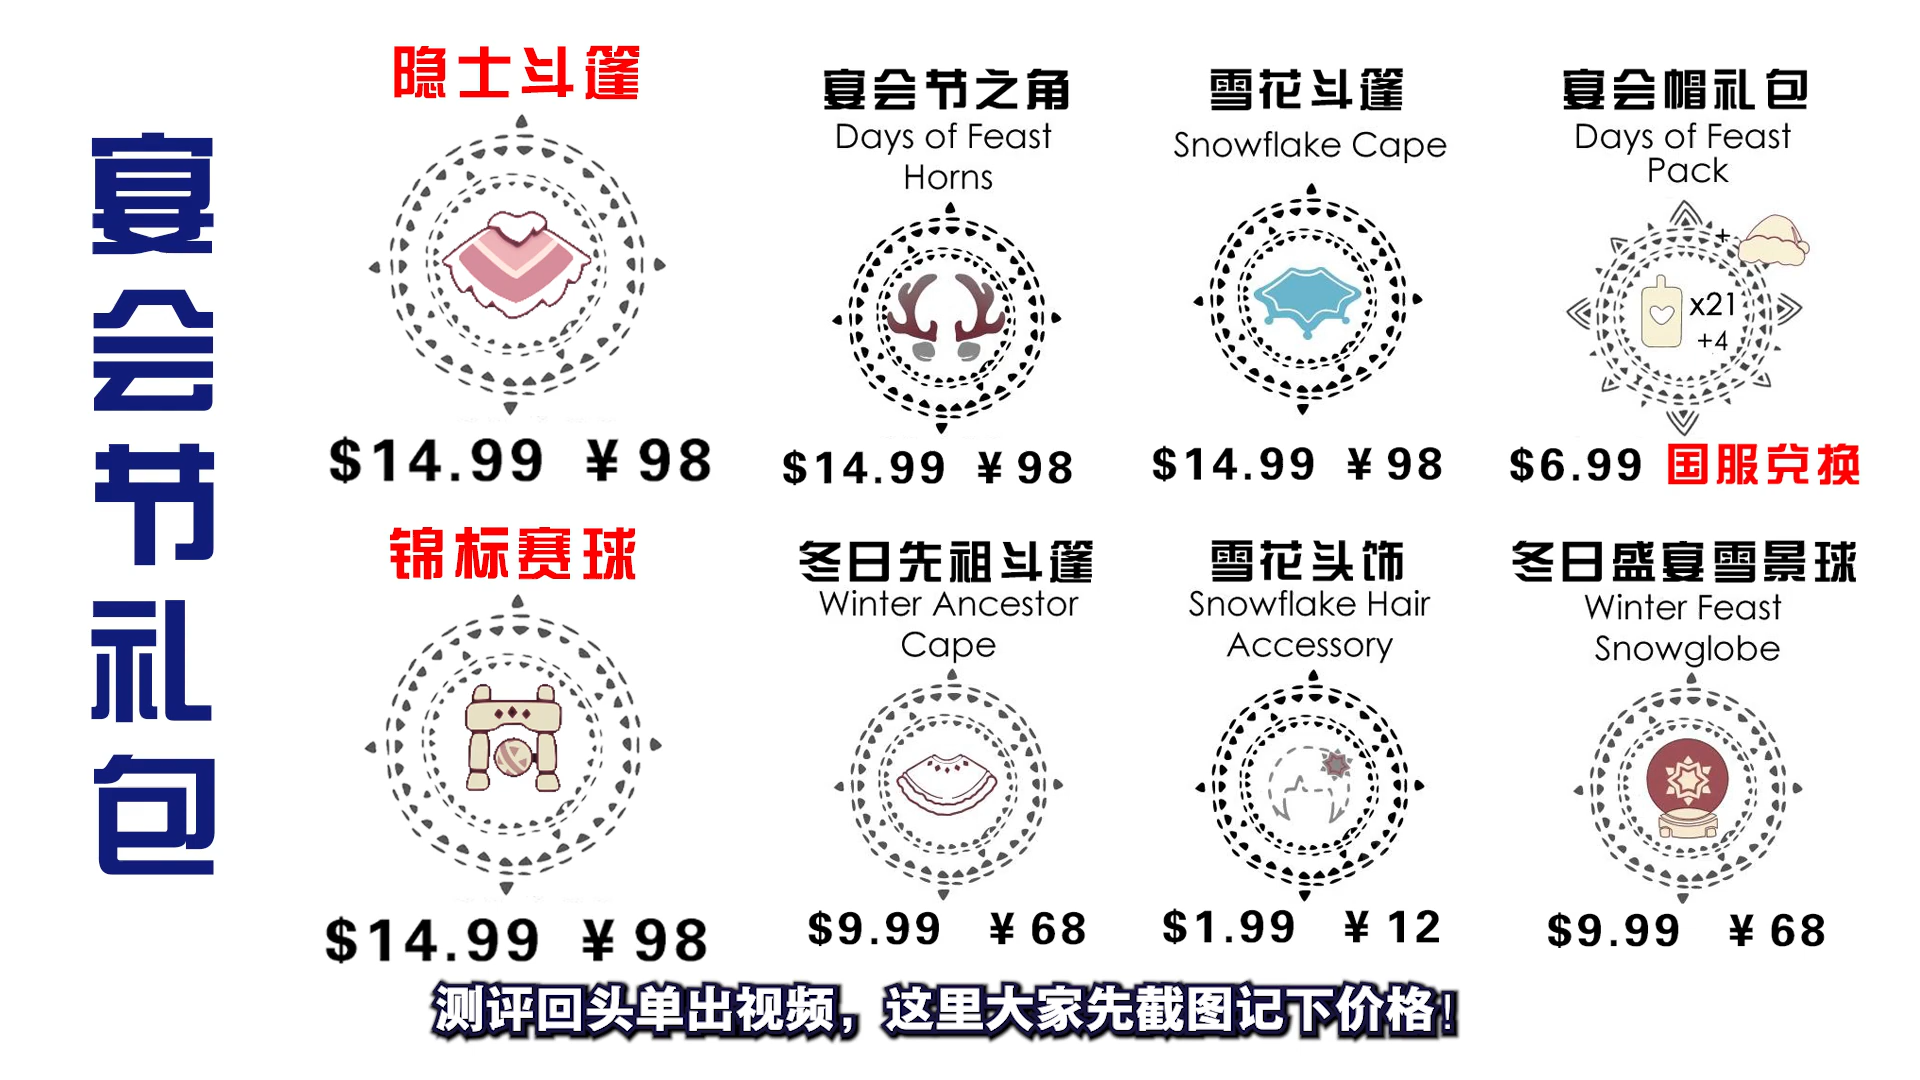 宴会节礼包
隐士斗篷
$14.99 ￥98
宴会节之角
Days of Feast
Horns
$14.99 ￥98
雪花斗篷
Snowflake Cape
$14.99 ￥98
宴会帽礼包
Days of Feast
Pack
+
x21
+4
$6.99 国服兑换
锦标赛球
$14.99 ￥98
冬日先祖斗篷
Winter Ancestor
Cape
$9.99 ￥68
雪花头饰
Snowflake Hair
Accessory
$1.99 ￥12
冬日盛宴雪景球
Winter Feast
Snowglobe
$9.99 ￥68
测评回头单出视频，这里大家先截图记下价格！